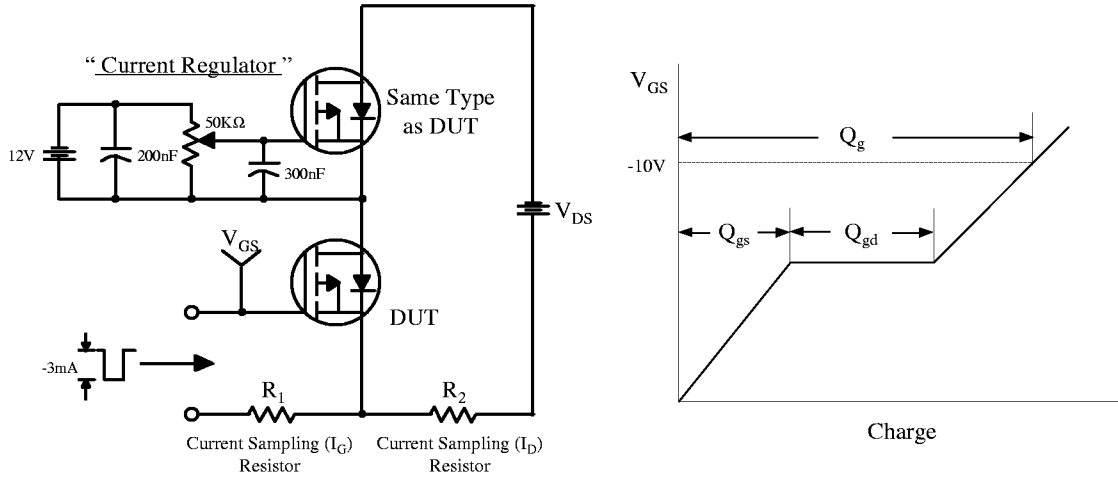 “ Current Regulator ”
12V
200nF
50KΩ
300nF
Same Type
as DUT
V_DS
V_GS
DUT
-3mA
R_1
R_2
Current Sampling (I_G)
Resistor
Current Sampling (I_D)
Resistor
V_GS
-10V
Q_g
Q_gs
Q_gd
Charge